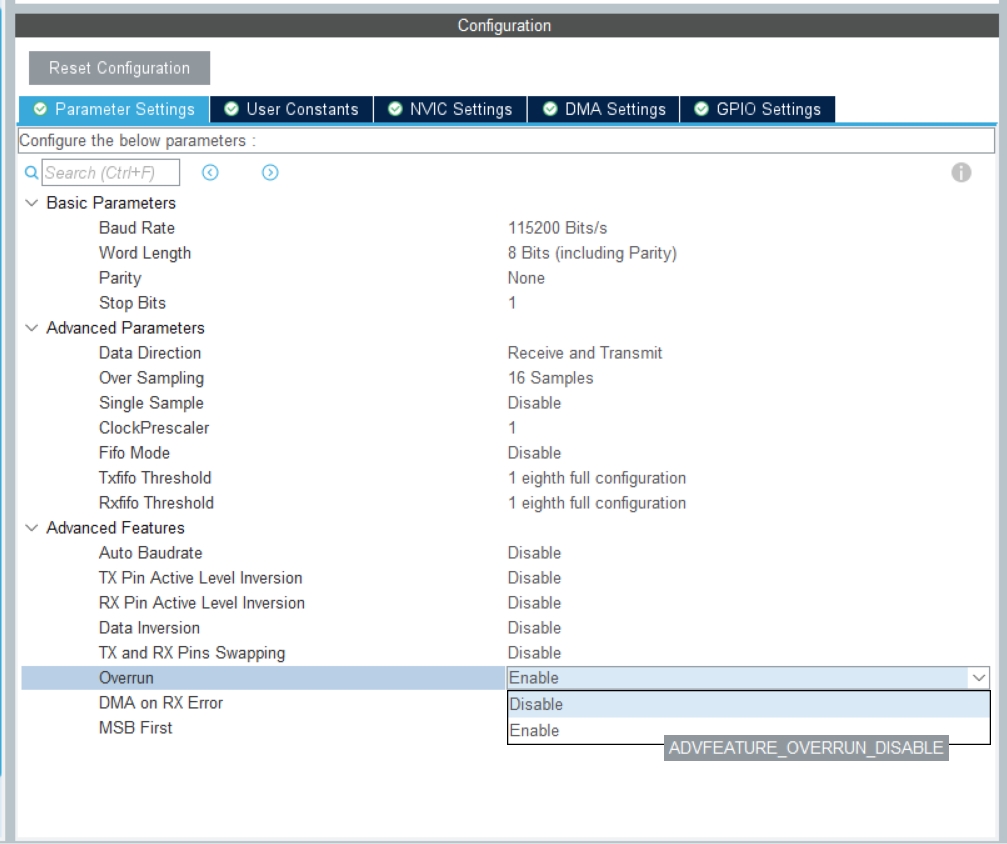 Configuration
Reset Configuration
Parameter Settings User Constants NVIC Settings DMA Settings GPIO Settings
Configure the below parameters :
Search (Ctrl+F)
Basic Parameters
Baud Rate 115200 Bits/s
Word Length 8 Bits (including Parity)
Parity None
Stop Bits 1
Advanced Parameters
Data Direction Receive and Transmit
Over Sampling 16 Samples
Single Sample Disable
ClockPrescaler 1
Fifo Mode Disable
Txfifo Threshold 1 eighth full configuration
Rxfifo Threshold 1 eighth full configuration
Advanced Features
Auto Baudrate Disable
TX Pin Active Level Inversion Disable
RX Pin Active Level Inversion Disable
Data Inversion Disable
TX and RX Pins Swapping Disable
Overrun Enable
DMA on RX Error Disable
MSB First Enable
ADVFEATURE_OVERRUN_DISABLE